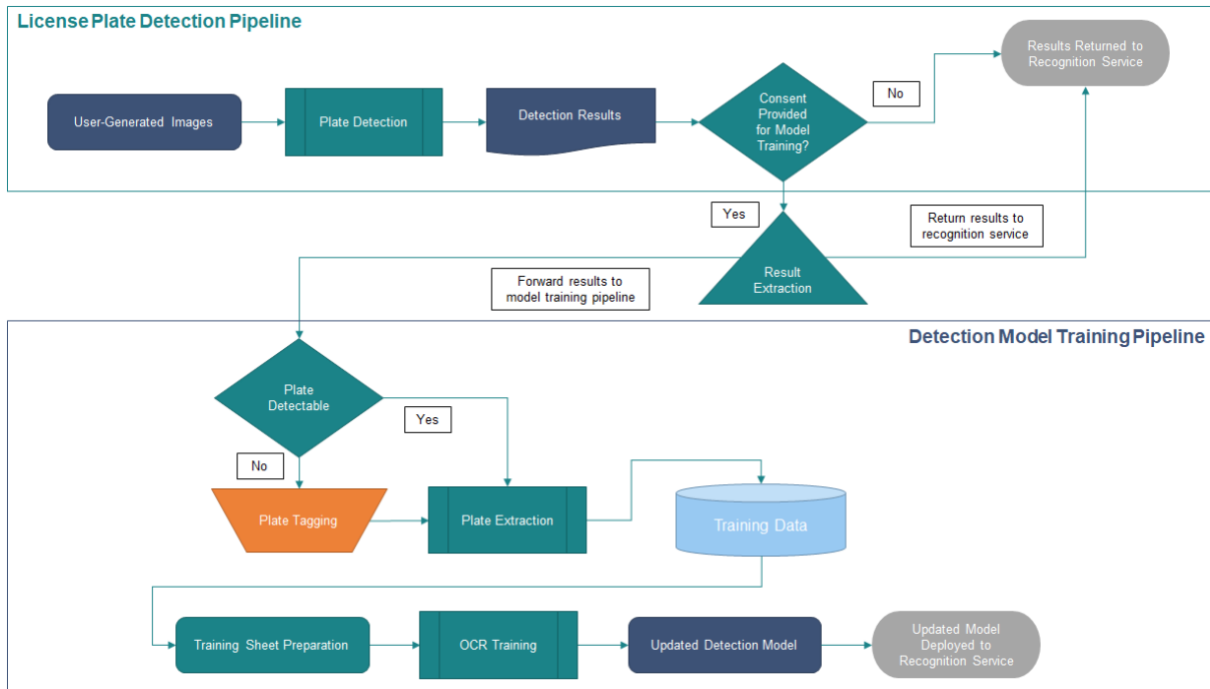 License Plate Detection Pipeline
User-Generated Images
Plate Detection
Detection Results
Consent
Provided
for Model
Training?
No
Results Returned to
Recognition Service
Yes
Return results to
recognition service
Result
Extraction
Forward results to
model training pipeline
Detection Model Training Pipeline
Plate
Detectable
Yes
No
Plate Tagging
Plate Extraction
Training Data
Training Sheet Preparation
OCR Training
Updated Detection Model
Updated Model
Deployed to
Recognition Service